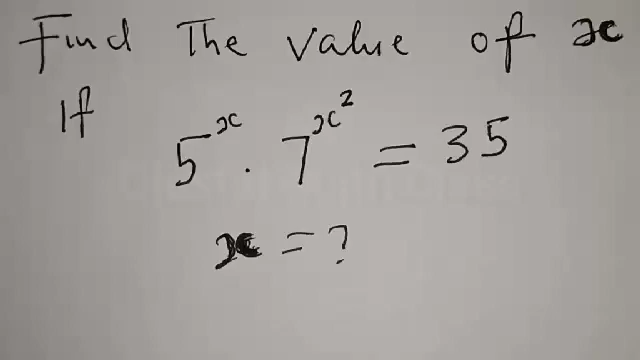 Find The value of x
If
5^x . 7^x^2 = 35
x = ?